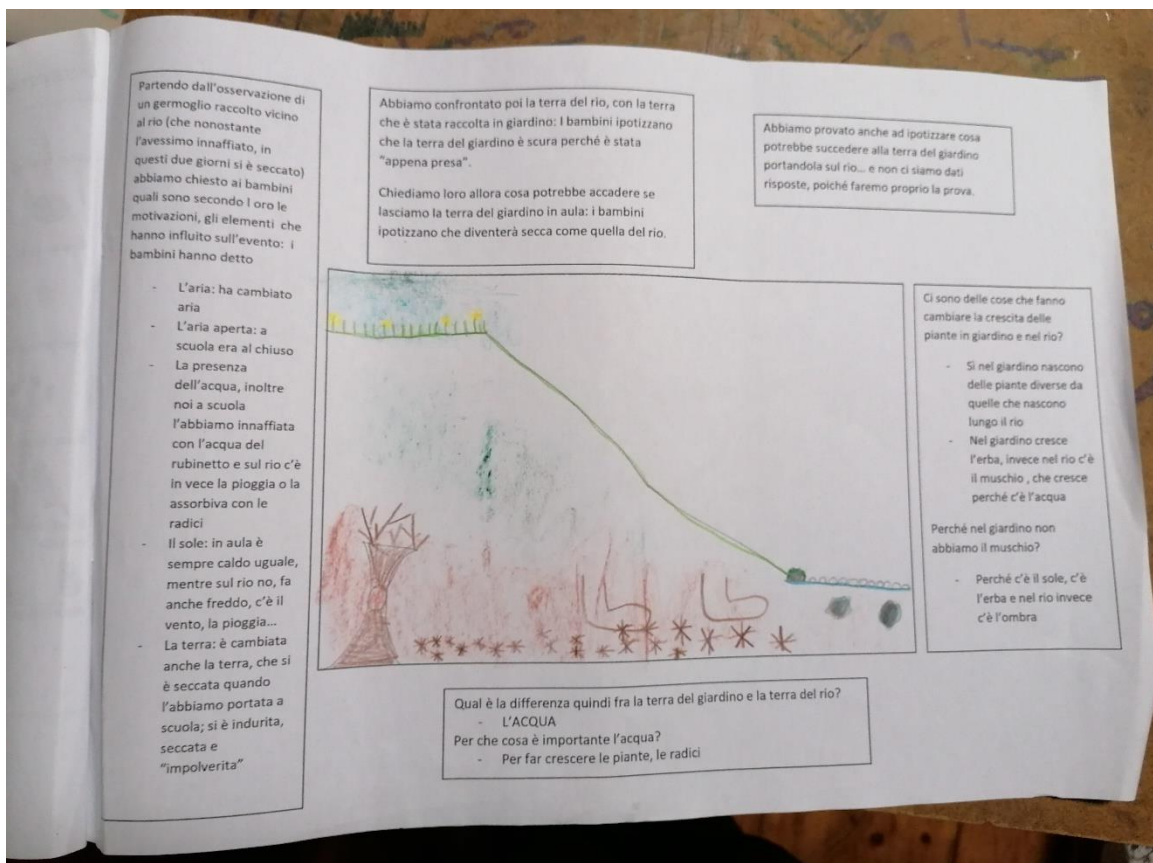 Partendo dall'osservazione di
un germoglio raccolto vicino
al rio (che nonostante
l'avessimo innaffiato, in
questi due giorni si è seccato)
abbiamo chiesto ai bambini
quali sono secondo l oro le
motivazioni, gli elementi che
hanno influito sull'evento: i
bambini hanno detto
- L'aria: ha cambiato
aria
- L'aria aperta: a
scuola era al chiuso
- La presenza
dell'acqua, inoltre
noi a scuola
l'abbiamo innaffiata
con l'acqua del
rubinetto e sul rio c'è
in vece la pioggia o la
assorbiva con le
radici
- Il sole: in aula è
sempre caldo uguale,
mentre sul rio no, fa
anche freddo, c'è il
vento, la pioggia...
- La terra: è cambiata
anche la terra, che si
è seccata quando
l'abbiamo portata a
scuola; si è indurita,
seccata e
"impolverita"
Abbiamo confrontato poi la terra del rio, con la terra
che è stata raccolta in giardino: I bambini ipotizzano
che la terra del giardino è scura perché è stata
"appena presa".
Chiediamo loro allora cosa potrebbe accadere se
lasciamo la terra del giardino in aula: i bambini
ipotizzano che diventerà secca come quella del rio.
Abbiamo provato anche ad ipotizzare cosa
potrebbe succedere alla terra del giardino
portandola sul rio... e non ci siamo dati
risposte, poiché faremo proprio la prova.
Ci sono delle cose che fanno
cambiare la crescita delle
piante in giardino e nel rio?
- Sì nel giardino nascono
delle piante diverse da
quelle che nascono
lungo il rio
- Nel giardino cresce
l'erba, invece nel rio c'è
il muschio , che cresce
perché c'è l'acqua
Perché nel giardino non
abbiamo il muschio?
- Perché c'è il sole, c'è
l'erba e nel rio invece
c'è l'ombra
Qual è la differenza quindi fra la terra del giardino e la terra del rio?
- L'ACQUA
Per che cosa è importante l'acqua?
- Per far crescere le piante, le radici